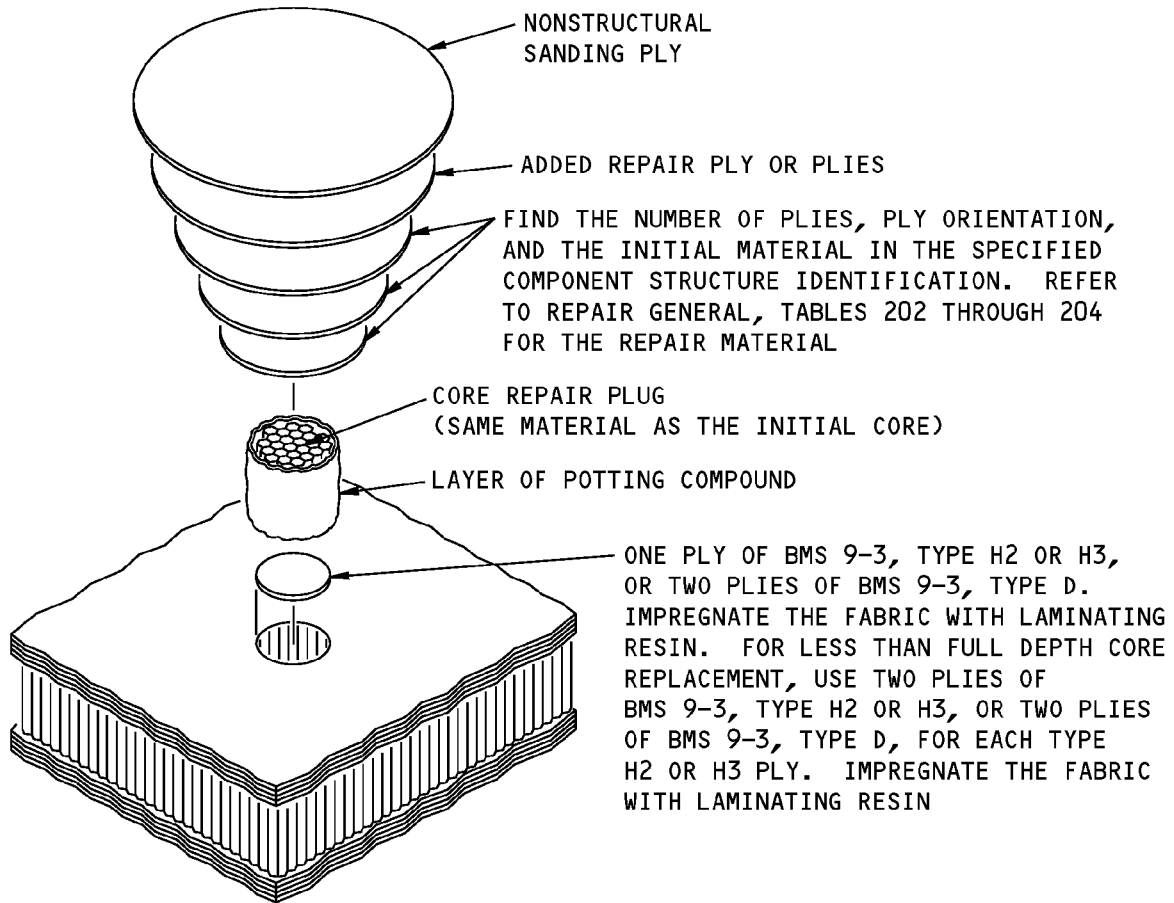 NONSTRUCTURAL
SANDING PLY
ADDED REPAIR PLY OR PLIES
FIND THE NUMBER OF PLIES, PLY ORIENTATION,
AND THE INITIAL MATERIAL IN THE SPECIFIED
COMPONENT STRUCTURE IDENTIFICATION.  REFER
TO REPAIR GENERAL, TABLES 202 THROUGH 204
FOR THE REPAIR MATERIAL
CORE REPAIR PLUG
(SAME MATERIAL AS THE INITIAL CORE)
LAYER OF POTTING COMPOUND
ONE PLY OF BMS 9-3, TYPE H2 OR H3,
OR TWO PLIES OF BMS 9-3, TYPE D.
IMPREGNATE THE FABRIC WITH LAMINATING
RESIN.  FOR LESS THAN FULL DEPTH CORE
REPLACEMENT, USE TWO PLIES OF
BMS 9-3, TYPE H2 OR H3, OR TWO PLIES
OF BMS 9-3, TYPE D, FOR EACH TYPE
H2 OR H3 PLY.  IMPREGNATE THE FABRIC
WITH LAMINATING RESIN